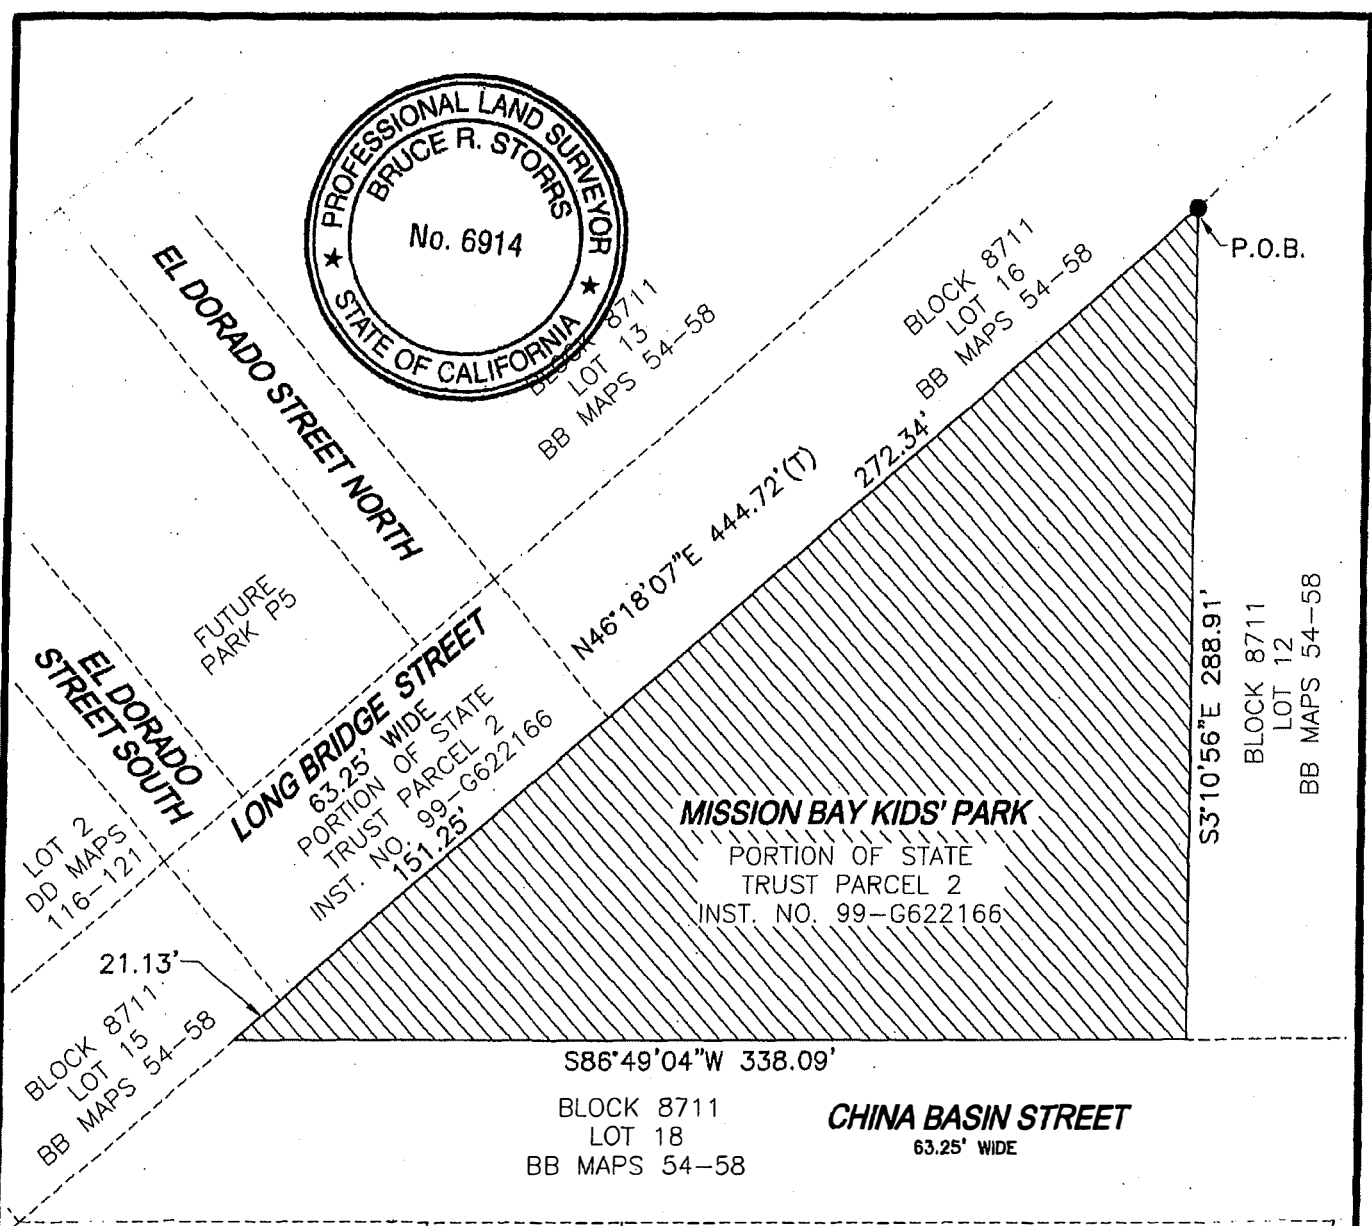 PROFESSIONAL LAND SURVEYOR
BRUCE R. STORRS
No. 6914
★ STATE OF CALIFORNIA ★
BLOCK 8711
LOT 13
BB MAPS 54-58
BLOCK 8711
LOT 16
BB MAPS 54-58
P.O.B.
EL DORADO STREET NORTH
N46°18'07"E 444.72'(T)
272.34'
FUTURE
PARK P5
EL DORADO
STREET SOUTH
LONG BRIDGE STREET
63.25' WIDE
PORTION OF STATE
TRUST PARCEL 2
INST. NO. 99-G622166
151.25'
S3°10'56"E 288.91'
BLOCK 8711
LOT 12
BB MAPS 54-58
LOT 2
DD MAPS
116-121
MISSION BAY KIDS' PARK
PORTION OF STATE
TRUST PARCEL 2
INST. NO. 99-G622166
21.13'
BLOCK 8711
LOT 15
BB MAPS 54-58
S86°49'04"W 338.09'
BLOCK 8711
LOT 18
BB MAPS 54-58
CHINA BASIN STREET
63.25' WIDE